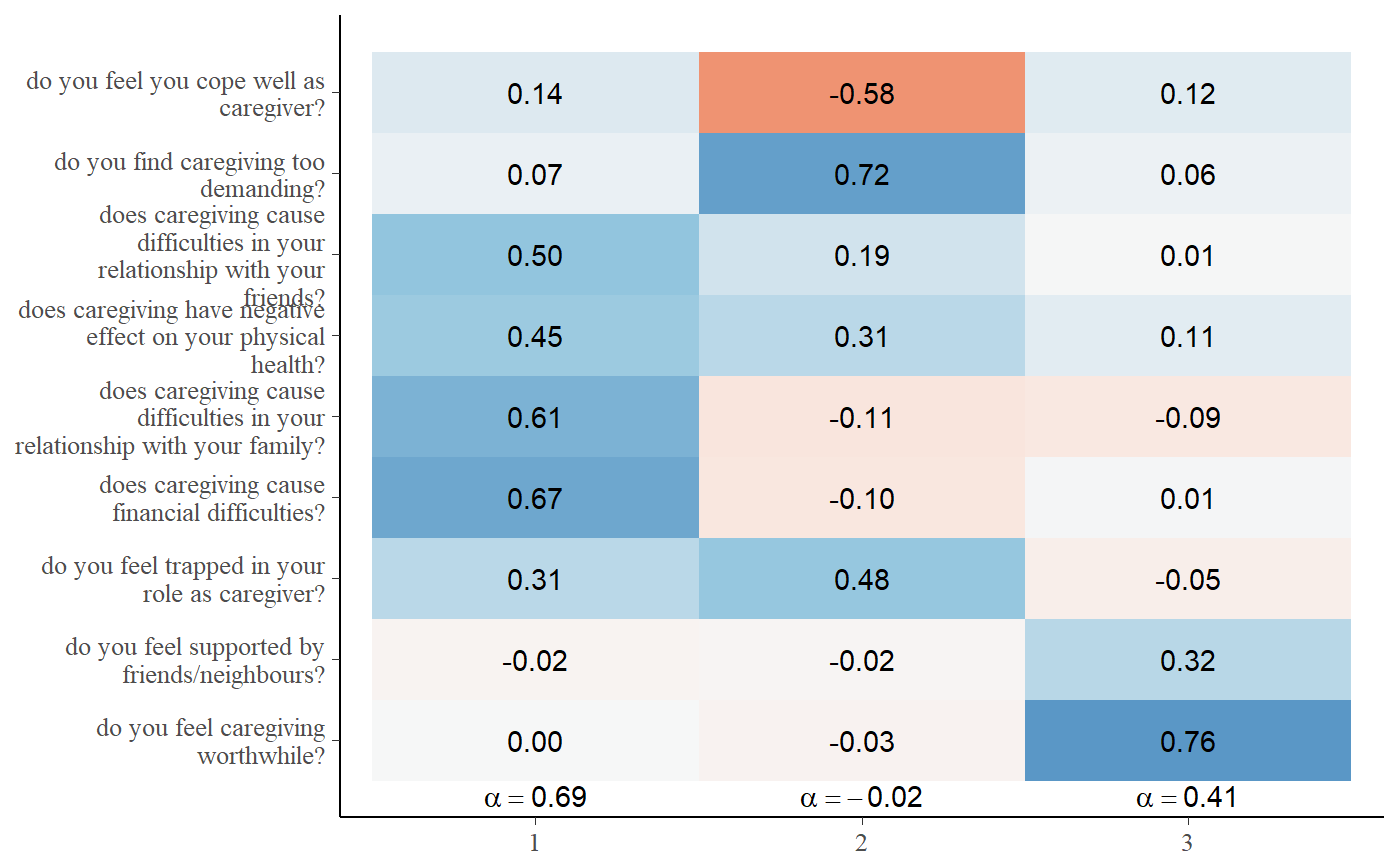 do you feel you cope well as
caregiver?
0.14 -0.58 0.12
do you find caregiving too
demanding?
0.07 0.72 0.06
does caregiving cause
difficulties in your
relationship with your
friends?
0.50 0.19 0.01
does caregiving have negative
effect on your physical
health?
0.45 0.31 0.11
does caregiving cause
difficulties in your
relationship with your family?
0.61 -0.11 -0.09
does caregiving cause
financial difficulties?
0.67 -0.10 0.01
do you feel trapped in your
role as caregiver?
0.31 0.48 -0.05
do you feel supported by
friends/neighbours?
-0.02 -0.02 0.32
do you feel caregiving
worthwhile?
0.00 -0.03 0.76
α = 0.69 α = −0.02 α = 0.41
1 2 3